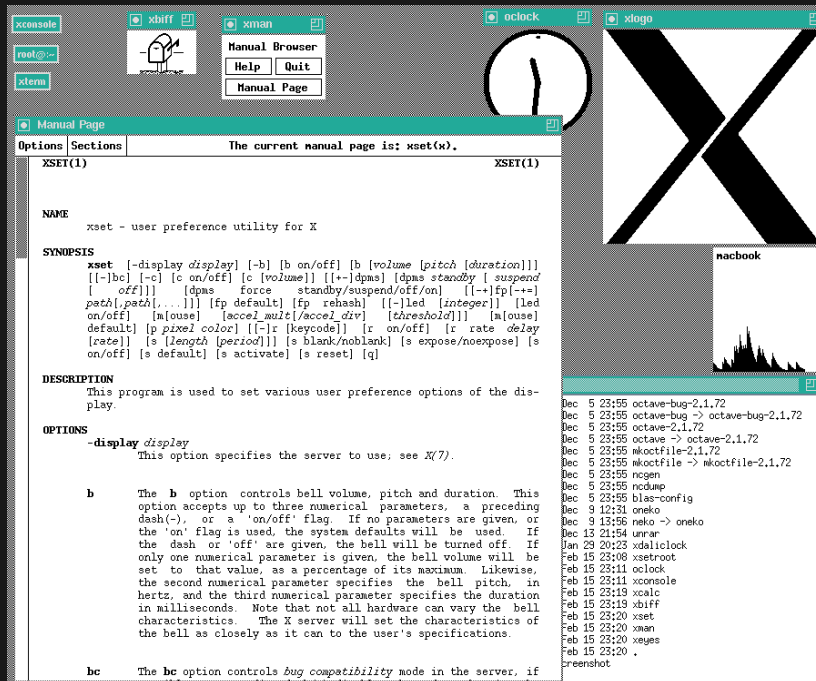 xconsole
root@:~
xterm
xbiff
xman
Manual Browser
Help Quit
Manual Page
oclock
xlogo
Manual Page
Options Sections The current manual page is: xset(x).
XSET(1) XSET(1)
NAME
xset - user preference utility for X
SYNOPSIS
xset [-display display] [-b] [b on/off] [b [volume [pitch [duration]]]
[[-]bc] [-c] [c on/off] [c [volume]] [[+-]dpms] [dpms standby [ suspend
[ off]]] [dpms force standby/suspend/off/on] [[-+]fp[-+=]
path[,path[,...]]] [fp default] [fp rehash] [[-]led [integer]] [led
on/off] [m[ouse] [accel_mult[/accel_div] [threshold]]] [m[ouse]
default] [p pixel color] [[-]r [keycode]] [r on/off] [r rate delay
[rate]] [s [length [period]]] [s blank/noblank] [s expose/noexpose] [s
on/off] [s default] [s activate] [s reset] [q]
DESCRIPTION
This program is used to set various user preference options of the dis-
play.
OPTIONS
-display display
This option specifies the server to use; see X(7).
b The b option controls bell volume, pitch and duration. This
option accepts up to three numerical parameters, a preceding
dash(-), or a 'on/off' flag. If no parameters are given, or
the 'on' flag is used, the system defaults will be used. If
the dash or 'off' are given, the bell will be turned off. If
only one numerical parameter is given, the bell volume will be
set to that value, as a percentage of its maximum. Likewise,
the second numerical parameter specifies the bell pitch, in
hertz, and the third numerical parameter specifies the duration
in milliseconds. Note that not all hardware can vary the bell
characteristics. The X server will set the characteristics of
the bell as closely as it can to the user's specifications.
bc The bc option controls bug compatibility mode in the server, if
macbook
Dec 5 23:55 octave-bug-2.1.72
Dec 5 23:55 octave-bug -> octave-bug-2.1.72
Dec 5 23:55 octave-2.1.72
Dec 5 23:55 octave -> octave-2.1.72
Dec 5 23:55 mkoctfile-2.1.72
Dec 5 23:55 mkoctfile -> mkoctfile-2.1.72
Dec 5 23:55 ncgen
Dec 5 23:55 ncdump
Dec 5 23:55 blas-config
Dec 9 12:31 oneko
Dec 9 13:56 neko -> oneko
Dec 13 21:54 unrar
Jan 29 20:23 xdaliclock
Feb 15 23:08 xsetroot
Feb 15 23:11 oclock
Feb 15 23:11 xconsole
Feb 15 23:19 xcalc
Feb 15 23:19 xbiff
Feb 15 23:20 xset
Feb 15 23:20 xman
Feb 15 23:20 xeyes
Feb 15 23:20 .
creenshot